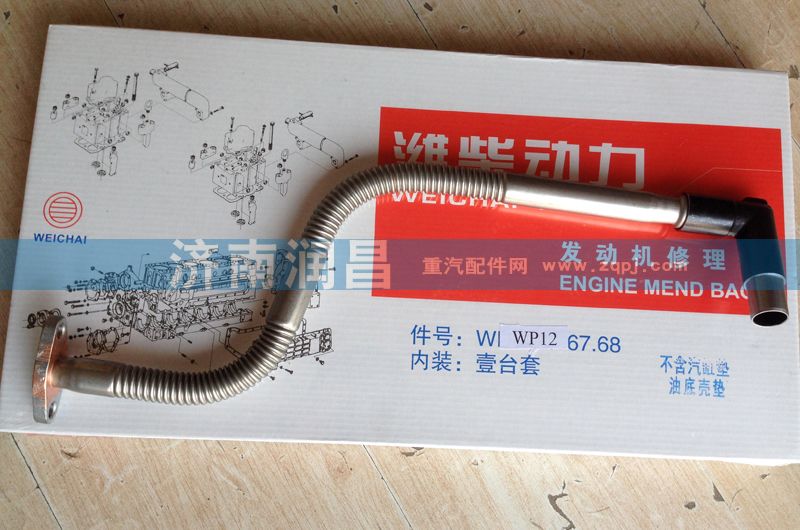 潍柴动力
WEICHAI
WEICHAI
济南润昌
重汽配件网
www.zqpj.com
发动机修理
ENGINE MEND BAG
件号：W WP12 67.68
内装：壹台套
不含汽缸垫
油底壳垫